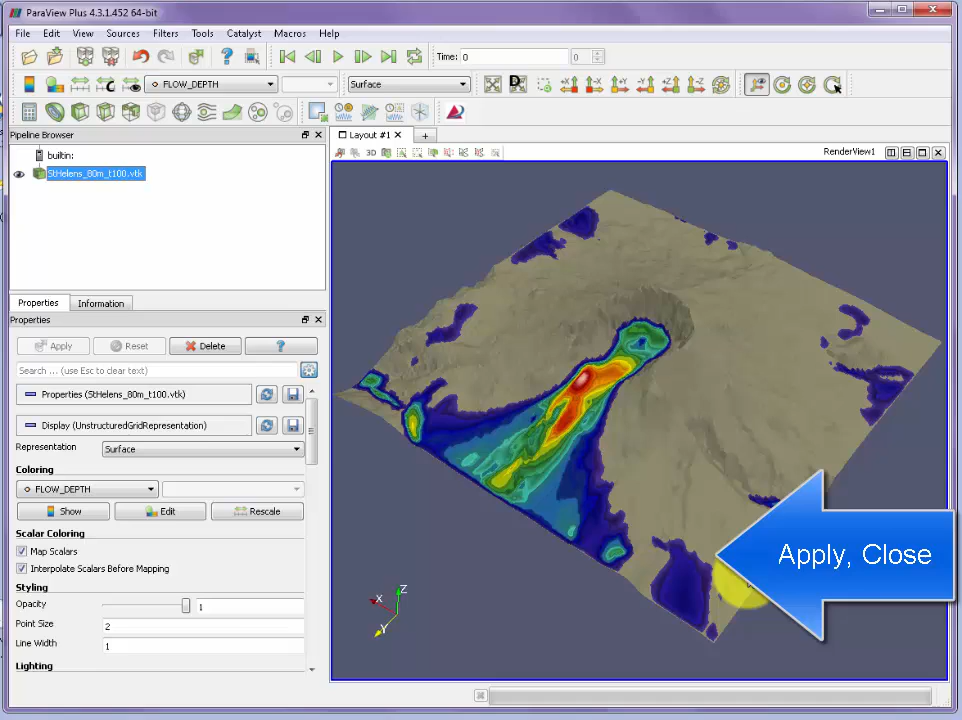 ParaView Plus 4.3.1.452 64-bit
File Edit View Sources Filters Tools Catalyst Macros Help
Time: 0 0
FLOW_DEPTH Surface
Pipeline Browser
Layout #1
builtin:
3D RenderView1
StHelens_80m_t100.vtk
Properties Information
Properties
Apply Reset Delete ?
Search ... (use Esc to clear text)
Properties (StHelens_80m_t100.vtk)
Display (UnstructuredGridRepresentation)
Representation Surface
Coloring
FLOW_DEPTH
Show Edit Rescale
Scalar Coloring
Map Scalars
Interpolate Scalars Before Mapping
Styling
Opacity 1
Point Size 2
Line Width 1
Lighting
Apply, Close
Z
X
Y